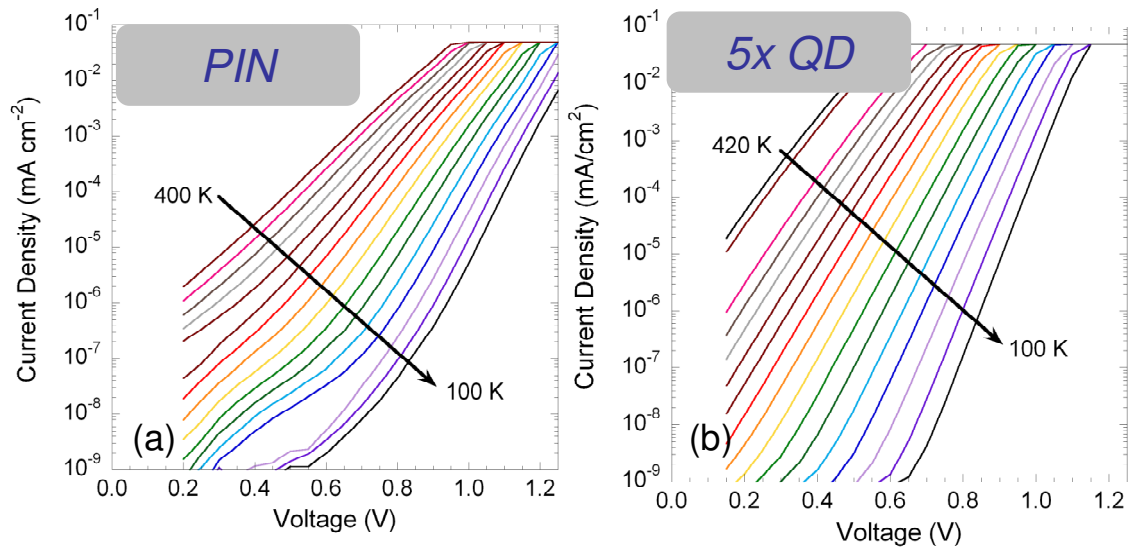 PIN
10⁻¹
10⁻²
10⁻³
10⁻⁴
10⁻⁵
10⁻⁶
10⁻⁷
10⁻⁸
10⁻⁹
Current Density (mA cm⁻²)
400 K
100 K
(a)
0.0 0.2 0.4 0.6 0.8 1.0 1.2
Voltage (V)
5x QD
10⁻¹
10⁻²
10⁻³
10⁻⁴
10⁻⁵
10⁻⁶
10⁻⁷
10⁻⁸
10⁻⁹
Current Density (mA/cm²)
420 K
100 K
(b)
0.0 0.2 0.4 0.6 0.8 1.0 1.2
Voltage (V)